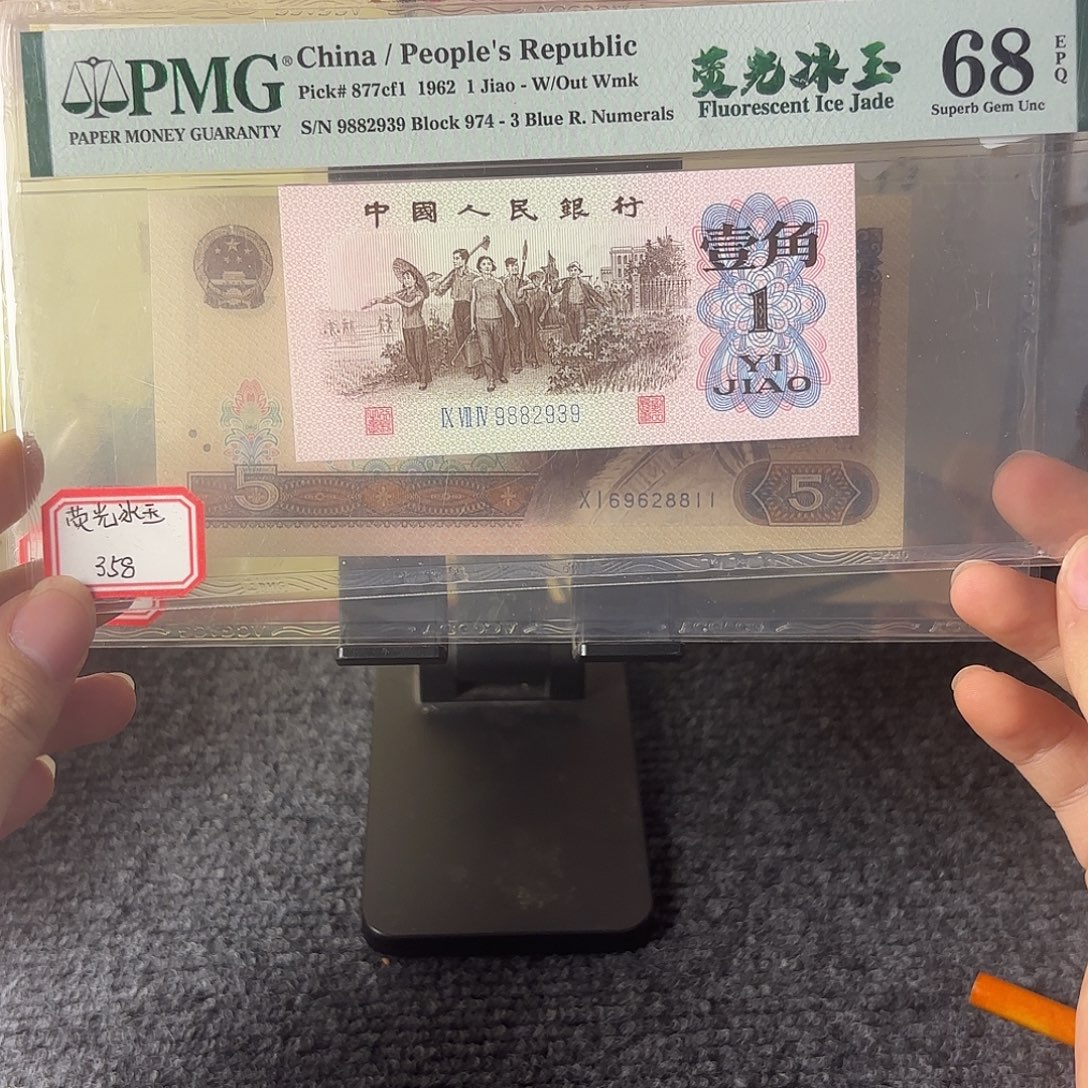 PMG®
PAPER MONEY GUARANTY
China / People's Republic
Pick# 877cf1 1962 1 Jiao - W/Out Wmk
S/N 9882939 Block 974 - 3 Blue R. Numerals
荧光冰玉
Fluorescent Ice Jade
68
EPQ
Superb Gem Unc
中國人民銀行
壹角
1
YI
JIAO
IX VII IV 9882939
5
XI69628811
5
荧光冰玉
358